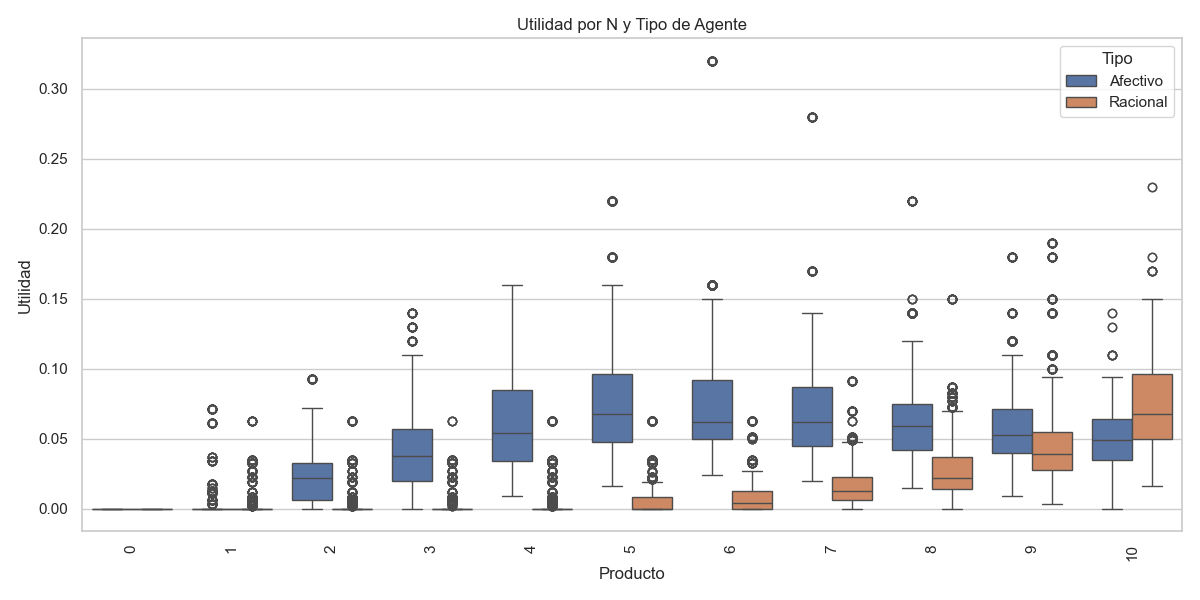 Utilidad por N y Tipo de Agente
Tipo
Afectivo
Racional
Utilidad
0.30
0.25
0.20
0.15
0.10
0.05
0.00
0 1 2 3 4 5 6 7 8 9 10
Producto